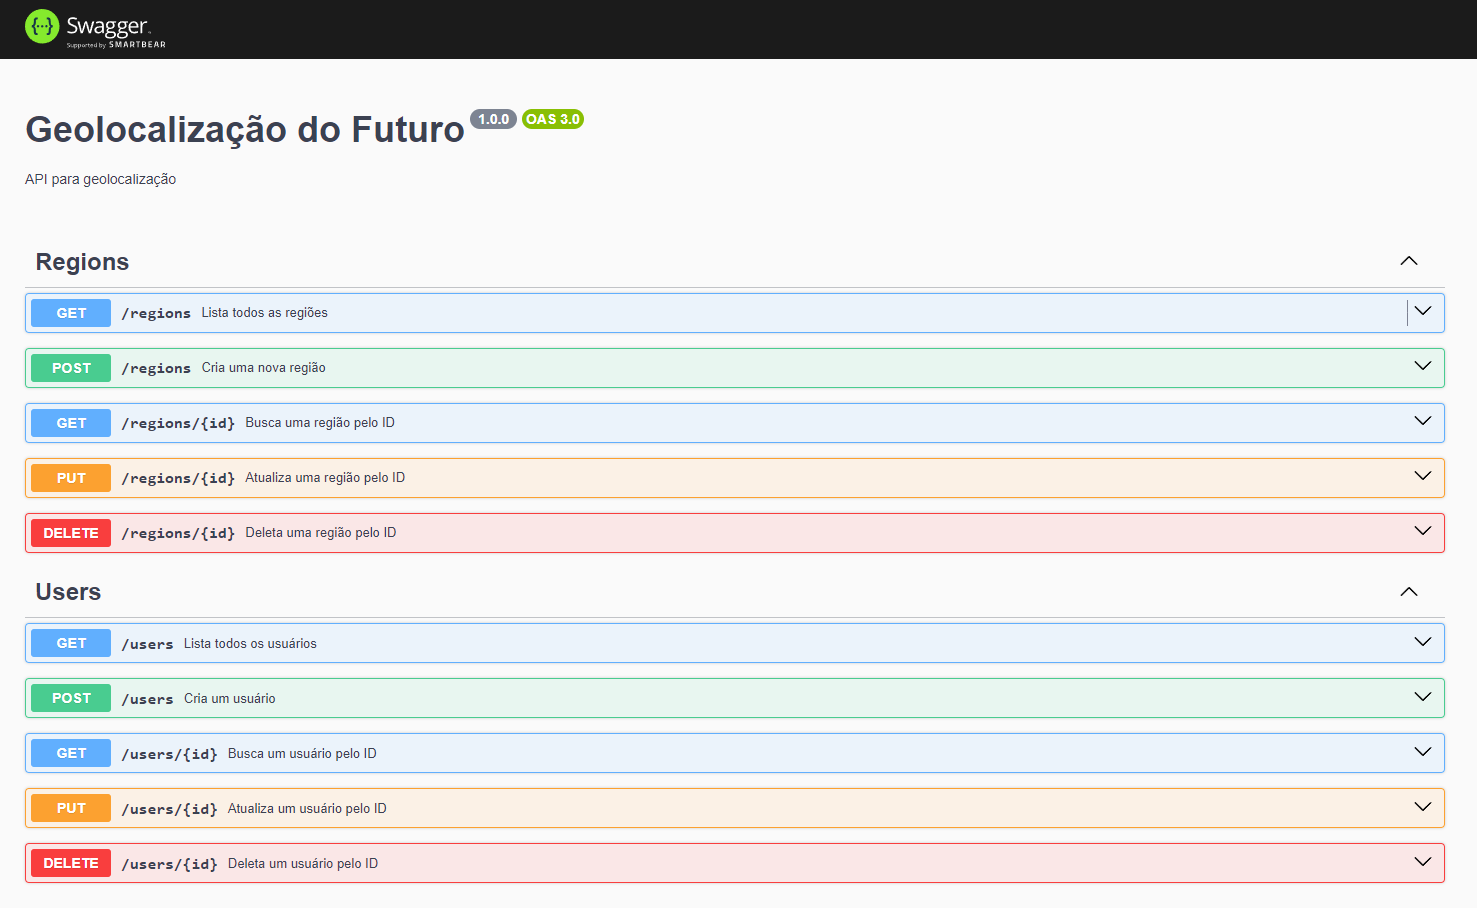 Swagger.
Supported by SMARTBEAR
Geolocalização do Futuro 1.0.0 OAS 3.0
API para geolocalização
Regions
GET /regions Lista todos as regiões
POST /regions Cria uma nova região
GET /regions/{id} Busca uma região pelo ID
PUT /regions/{id} Atualiza uma região pelo ID
DELETE /regions/{id} Deleta uma região pelo ID
Users
GET /users Lista todos os usuários
POST /users Cria um usuário
GET /users/{id} Busca um usuário pelo ID
PUT /users/{id} Atualiza um usuário pelo ID
DELETE /users/{id} Deleta um usuário pelo ID